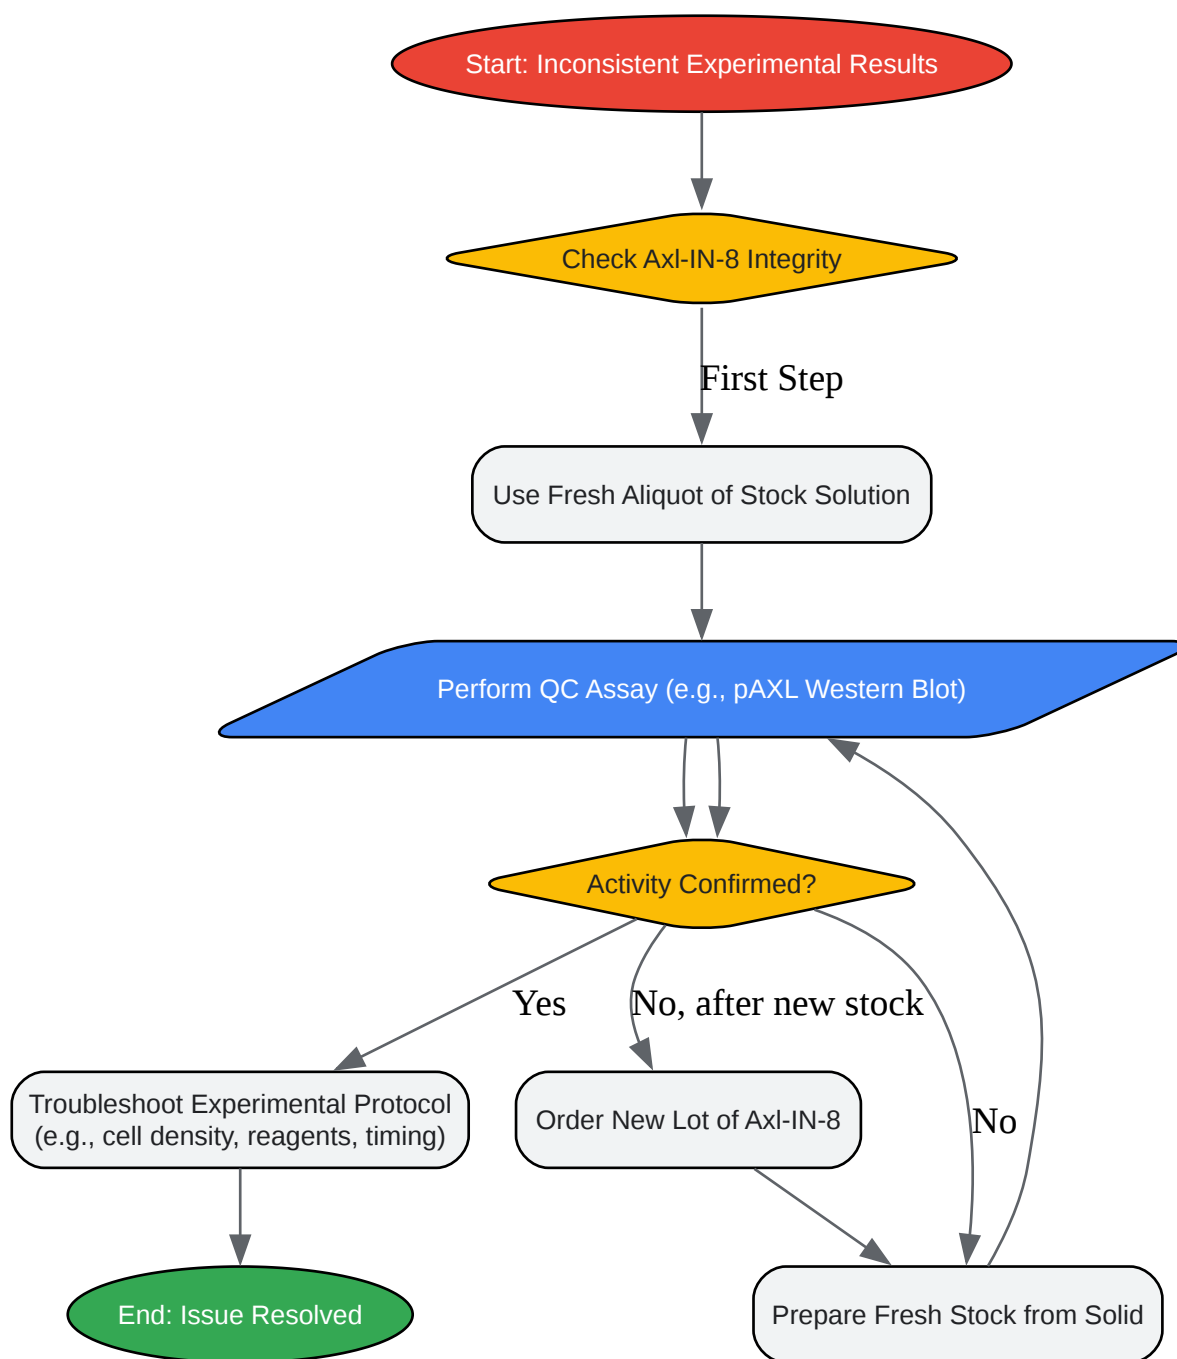 Start: Inconsistent Experimental Results
Check Axl-IN-8 Integrity
First Step
Use Fresh Aliquot of Stock Solution
Perform QC Assay (e.g., pAXL Western Blot)
Activity Confirmed?
Yes
No, after new stock
No
Troubleshoot Experimental Protocol
(e.g., cell density, reagents, timing)
Order New Lot of Axl-IN-8
End: Issue Resolved
Prepare Fresh Stock from Solid